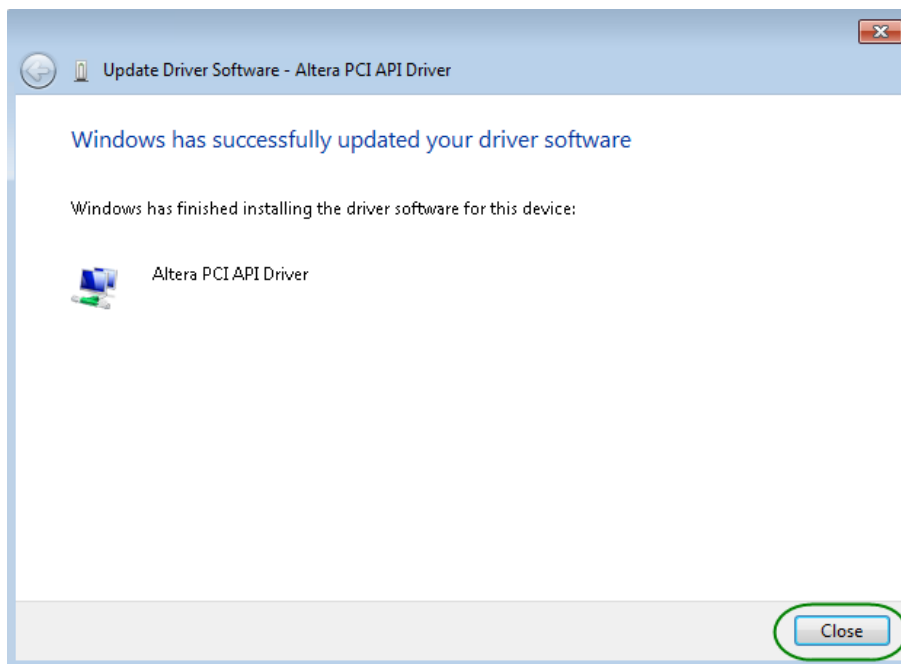 Update Driver Software - Altera PCI API Driver
Windows has successfully updated your driver software
Windows has finished installing the driver software for this device:
Altera PCI API Driver
Close